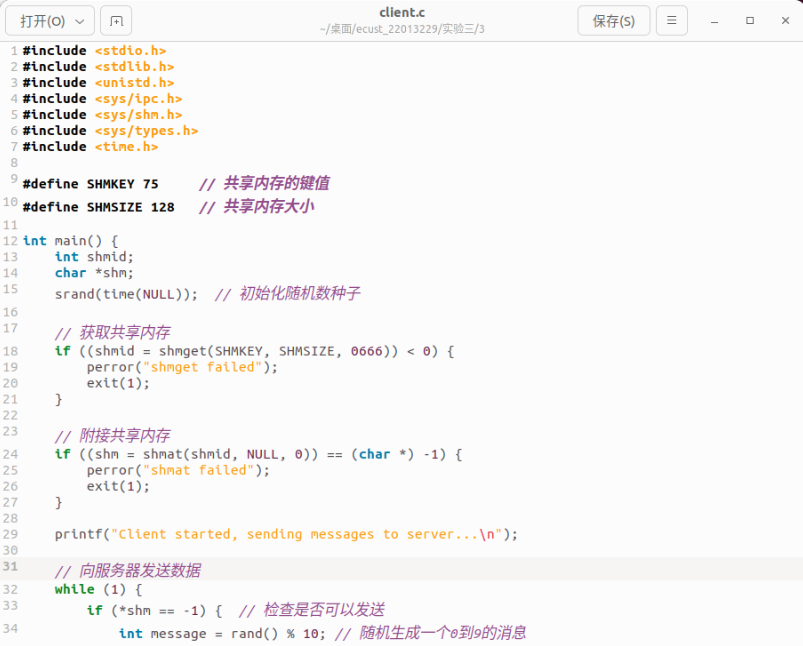 打开(O)
client.c
~/桌面/ecust_22013229/实验三/3
保存(S)
1 #include <stdio.h>
2 #include <stdlib.h>
3 #include <unistd.h>
4 #include <sys/ipc.h>
5 #include <sys/shm.h>
6 #include <sys/types.h>
7 #include <time.h>
8
9 #define SHMKEY 75     // 共享内存的键值
10 #define SHMSIZE 128   // 共享内存大小
11
12 int main() {
13     int shmid;
14     char *shm;
15     srand(time(NULL));  // 初始化随机数种子
16
17     // 获取共享内存
18     if ((shmid = shmget(SHMKEY, SHMSIZE, 0666)) < 0) {
19         perror("shmget failed");
20         exit(1);
21     }
22
23     // 附接共享内存
24     if ((shm = shmat(shmid, NULL, 0)) == (char *) -1) {
25         perror("shmat failed");
26         exit(1);
27     }
28
29     printf("Client started, sending messages to server...\n");
30
31     // 向服务器发送数据
32     while (1) {
33         if (*shm == -1) {  // 检查是否可以发送
34             int message = rand() % 10; // 随机生成一个0到9的消息